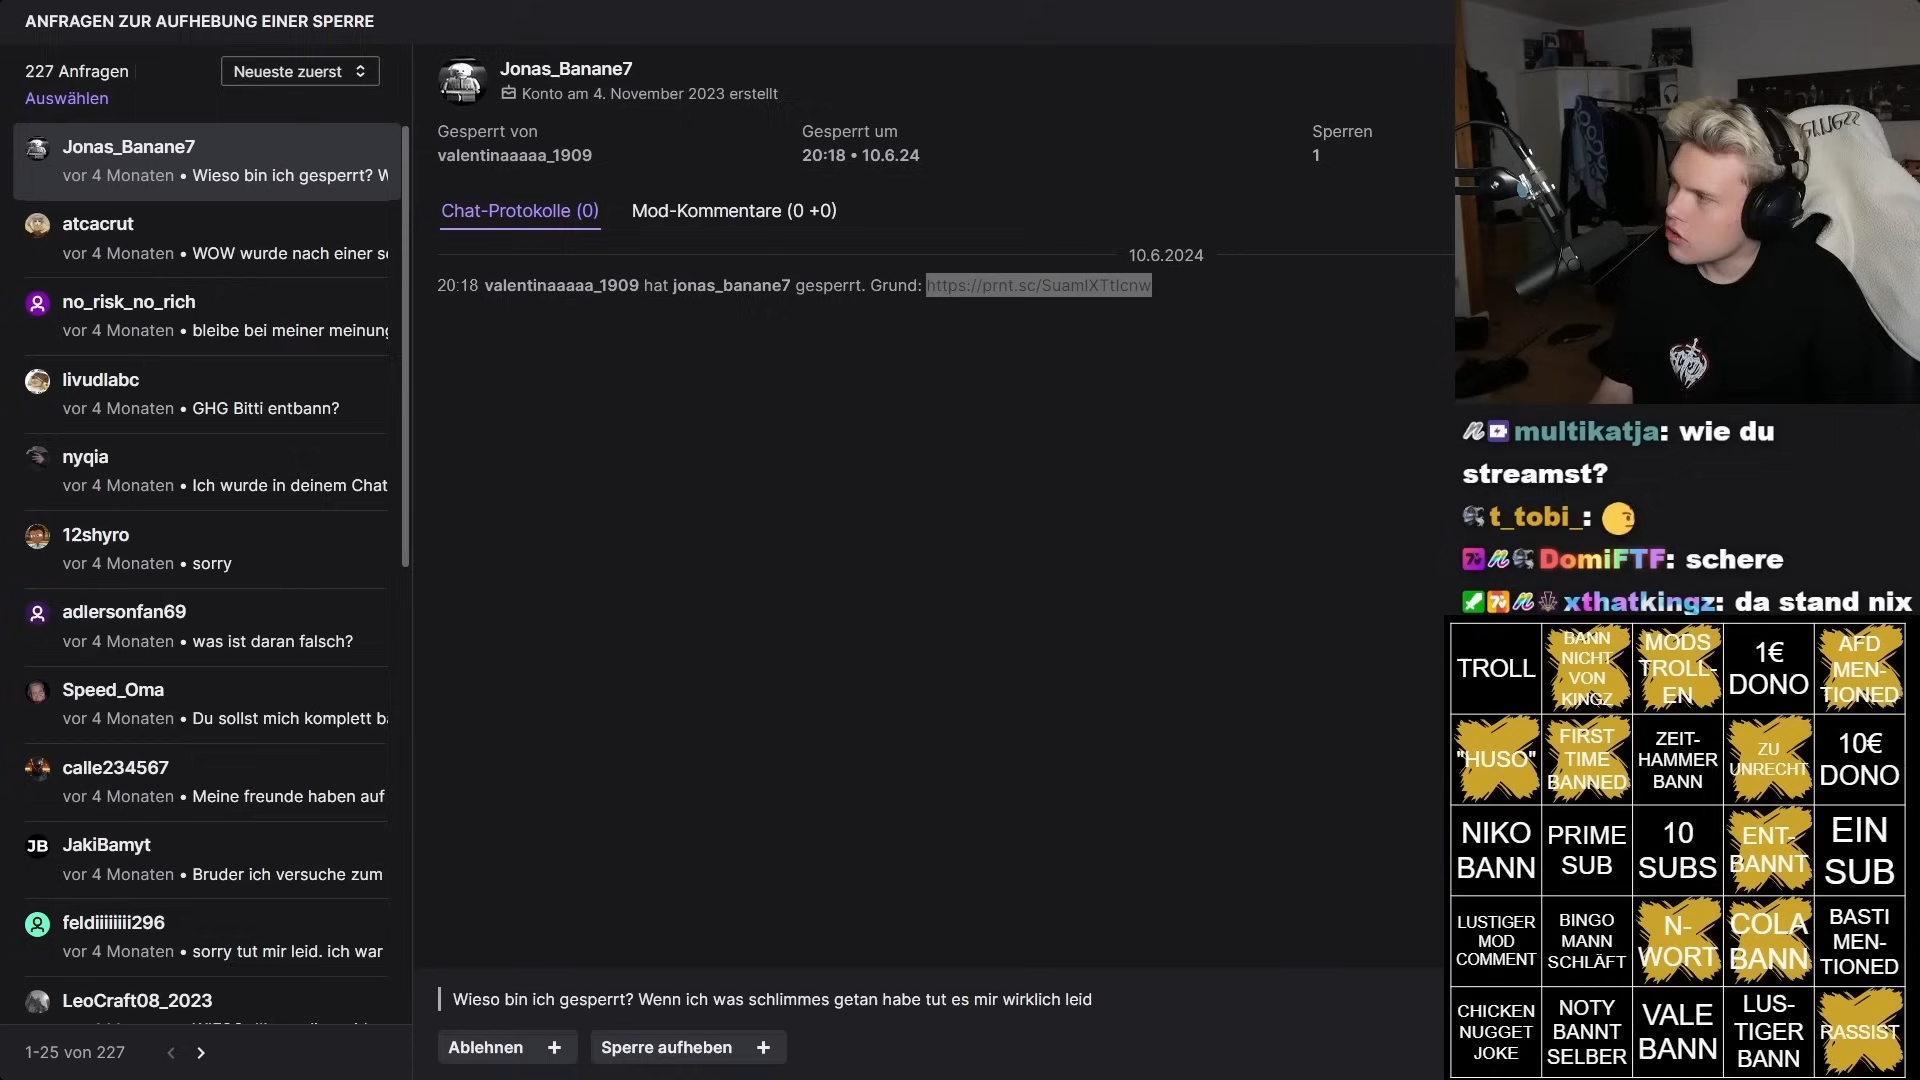 ANFRAGEN ZUR AUFHEBUNG EINER SPERRE
227 Anfragen
Neueste zuerst
Auswählen
Jonas_Banane7
vor 4 Monaten • Wieso bin ich gesperrt? W
atcacrut
vor 4 Monaten • WOW wurde nach einer se
no_risk_no_rich
vor 4 Monaten • bleibe bei meiner meinung
livudlabc
vor 4 Monaten • GHG Bitti entbann?
nyqia
vor 4 Monaten • Ich wurde in deinem Chat
12shyro
vor 4 Monaten • sorry
adlersonfan69
vor 4 Monaten • was ist daran falsch?
Speed_Oma
vor 4 Monaten • Du sollst mich komplett ba
calle234567
vor 4 Monaten • Meine freunde haben auf
JB
JakiBamyt
vor 4 Monaten • Bruder ich versuche zum
feldiiiiiiii296
vor 4 Monaten • sorry tut mir leid. ich war
LeoCraft08_2023
1-25 von 227
Jonas_Banane7
Konto am 4. November 2023 erstellt
Gesperrt von
valentinaaaaa_1909
Gesperrt um
20:18 • 10.6.24
Sperren
1
Chat-Protokolle (0)
Mod-Kommentare (0 +0)
10.6.2024
20:18 valentinaaaaa_1909 hat jonas_banane7 gesperrt. Grund: https://prnt.sc/SuamlXTtIcnw
Wieso bin ich gesperrt? Wenn ich was schlimmes getan habe tut es mir wirklich leid
Ablehnen +
Sperre aufheben +
multikatja: wie du
streamst?
t_tobi_:
DomiFTF: schere
xthatkingz: da stand nix
TROLL
BANN
NICHT
VON
KINGZ
MODS
TROLL-
EN
1€
DONO
AFD
MEN-
TIONED
"HUSO"
FIRST
TIME
BANNED
ZEIT-
HAMMER
BANN
ZU
UNRECHT
10€
DONO
NIKO
BANN
PRIME
SUB
10
SUBS
ENT-
BANNT
EIN
SUB
LUSTIGER
MOD
COMMENT
BINGO
MANN
SCHLÄFT
N-
WORT
COLA
BANN
BASTI
MEN-
TIONED
CHICKEN
NUGGET
JOKE
NOTY
BANNT
SELBER
VALE
BANN
LUS-
TIGER
BANN
RASSIST